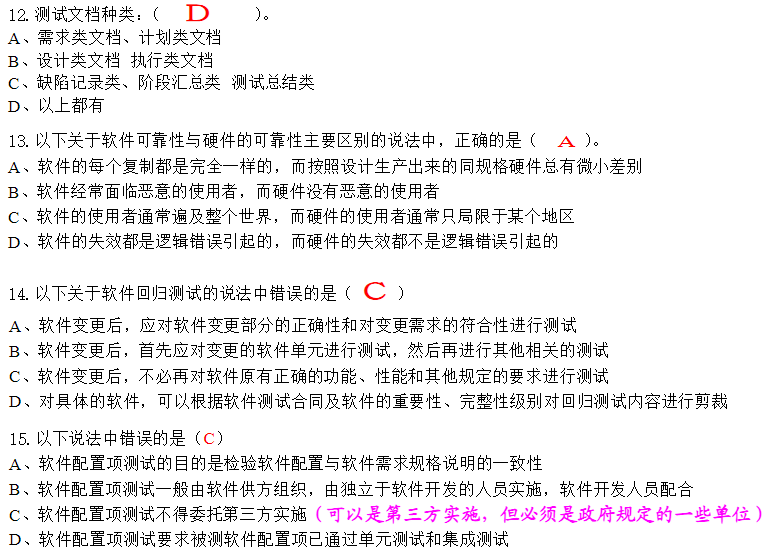 12. 测试文档种类：（ D ）。
A、需求类文档、计划类文档
B、设计类文档 执行类文档
C、缺陷记录类、阶段汇总类 测试总结类
D、以上都有
13. 以下关于软件可靠性与硬件的可靠性主要区别的说法中，正确的是（ A ）。
A、软件的每个复制都是完全一样的，而按照设计生产出来的同规格硬件总有微小差别
B、软件经常面临恶意的使用者，而硬件没有恶意的使用者
C、软件的使用者通常遍及整个世界，而硬件的使用者通常只局限于某个地区
D、软件的失效都是逻辑错误引起的，而硬件的失效都不是逻辑错误引起的
14. 以下关于软件回归测试的说法中错误的是（ C ）
A、软件变更后，应对软件变更部分的正确性和对变更需求的符合性进行测试
B、软件变更后，首先应对变更的软件单元进行测试，然后再进行其他相关的测试
C、软件变更后，不必再对软件原有正确的功能、性能和其他规定的要求进行测试
D、对具体的软件，可以根据软件测试合同及软件的重要性、完整性级别对回归测试内容进行剪裁
15. 以下说法中错误的是（C）
A、软件配置项测试的目的是检验软件配置与软件需求规格说明的一致性
B、软件配置项测试一般由软件供方组织，由独立于软件开发的人员实施，软件开发人员配合
C、软件配置项测试不得委托第三方实施（可以是第三方实施，但必须是政府规定的一些单位）
D、软件配置项测试要求被测软件配置项已通过单元测试和集成测试